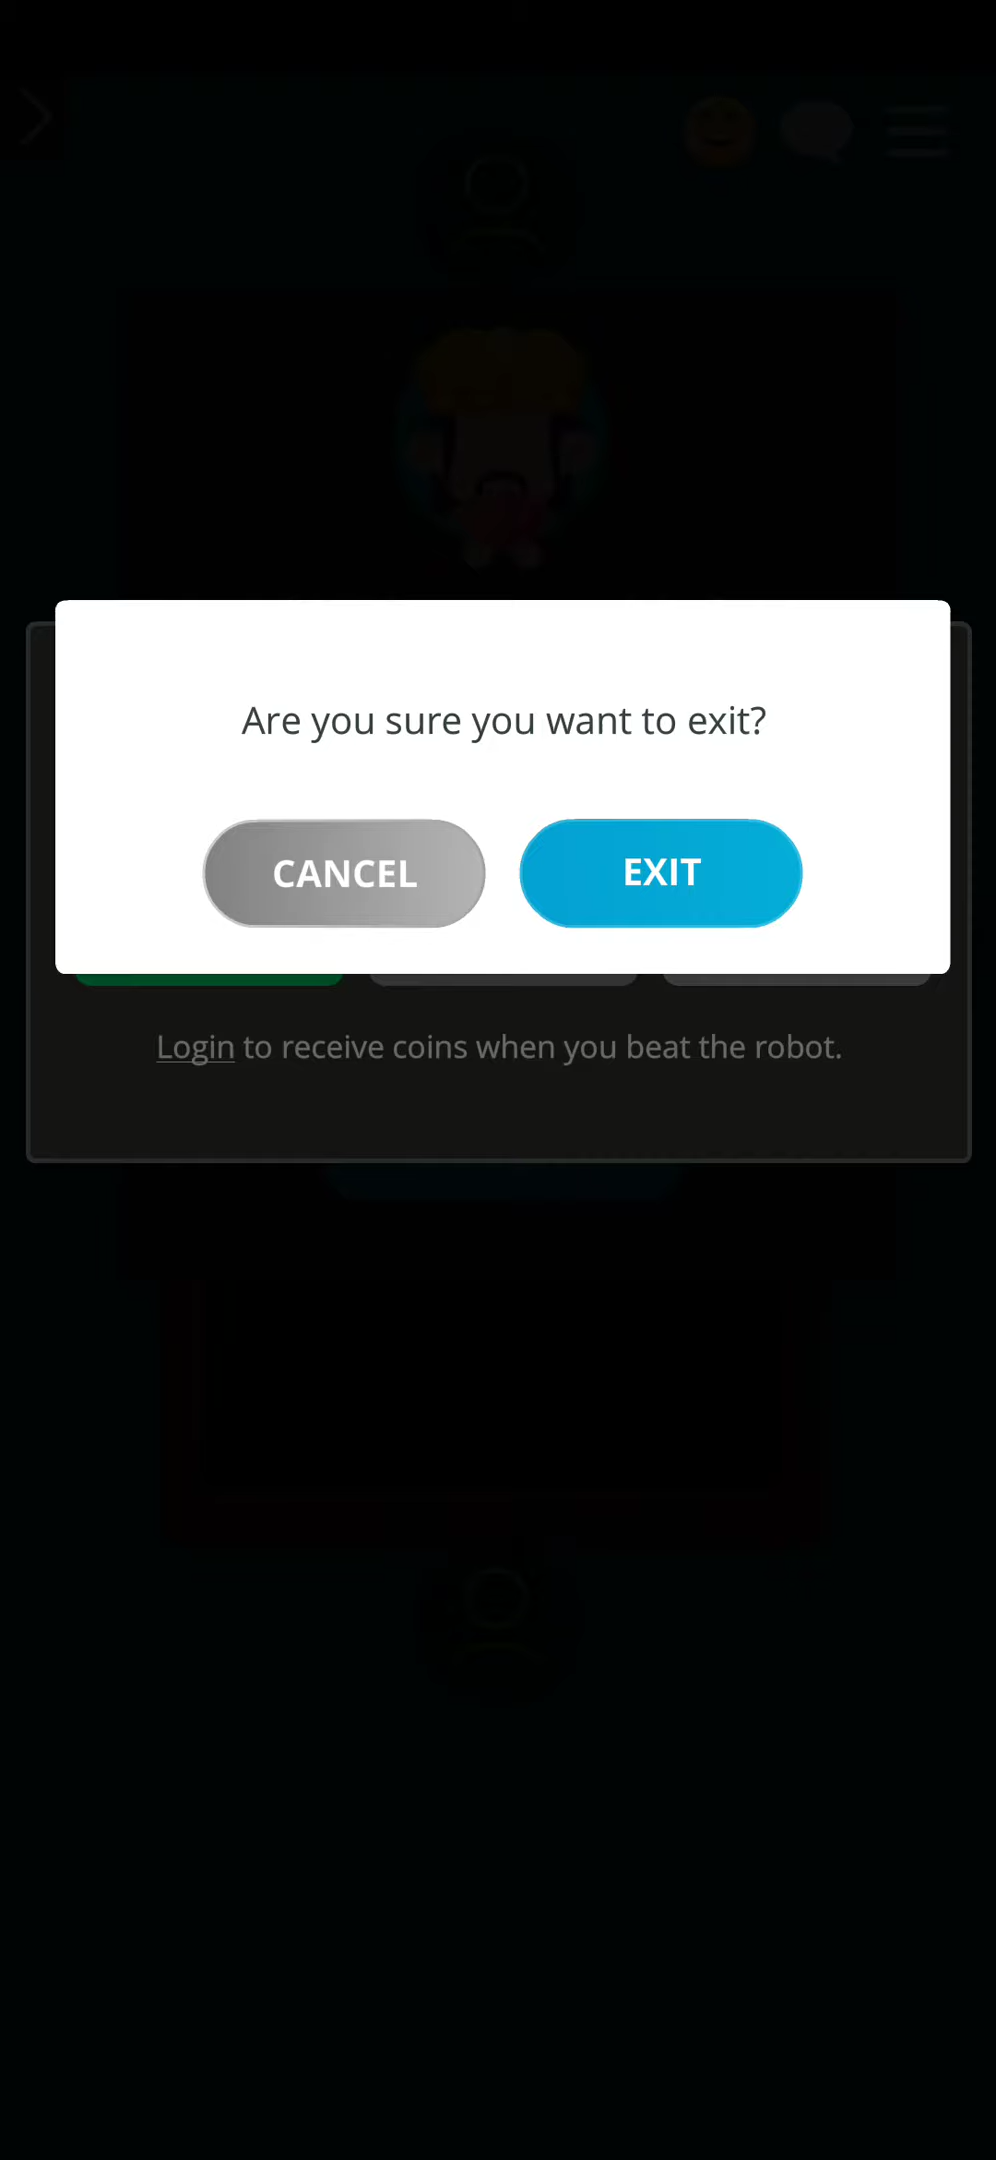 Are you sure you want to exit?
CANCEL
EXIT
Login to receive coins when you beat the robot.